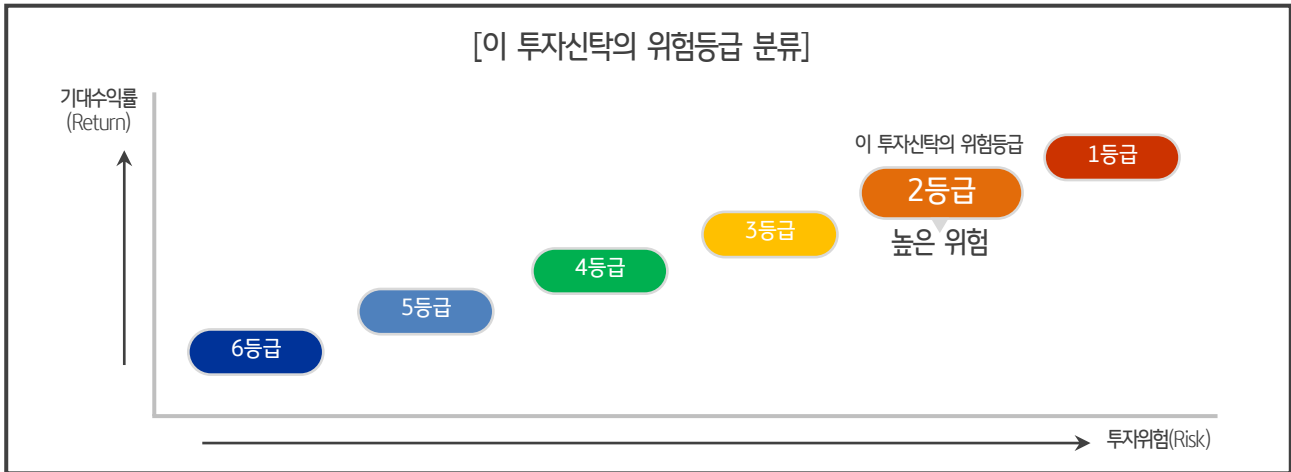 [이 투자신탁의 위험등급 분류]
기대수익률
(Return)
이 투자신탁의 위험등급
1등급
2등급
높은 위험
3등급
4등급
5등급
6등급
투자위험(Risk)